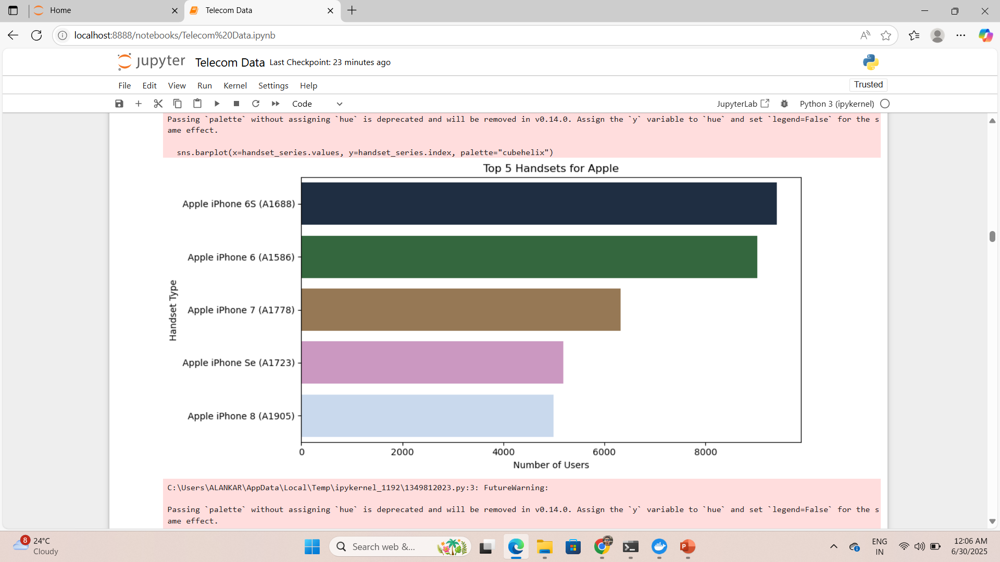 Home
Telecom Data
localhost:8888/notebooks/Telecom%20Data.ipynb
jupyter
Telecom Data Last Checkpoint: 23 minutes ago
File Edit View Run Kernel Settings Help
Trusted
Code
JupyterLab
Python 3 (ipykernel)
Passing `palette` without assigning `hue` is deprecated and will be removed in v0.14.0. Assign the `y` variable to `hue` and set `legend=False` for the s
ame effect.
sns.barplot(x=handset_series.values, y=handset_series.index, palette="cubehelix")
Top 5 Handsets for Apple
Handset Type
Apple iPhone 6S (A1688)
Apple iPhone 6 (A1586)
Apple iPhone 7 (A1778)
Apple iPhone Se (A1723)
Apple iPhone 8 (A1905)
0 2000 4000 6000 8000
Number of Users
C:\Users\ALANKAR\AppData\Local\Temp\ipykernel_1192\1349812023.py:3: FutureWarning:
Passing `palette` without assigning `hue` is deprecated and will be removed in v0.14.0. Assign the `y` variable to `hue` and set `legend=False` for the s
ame effect.
8
24°C
Cloudy
Search web &...
P
ENG
IN
12:06 AM
6/30/2025